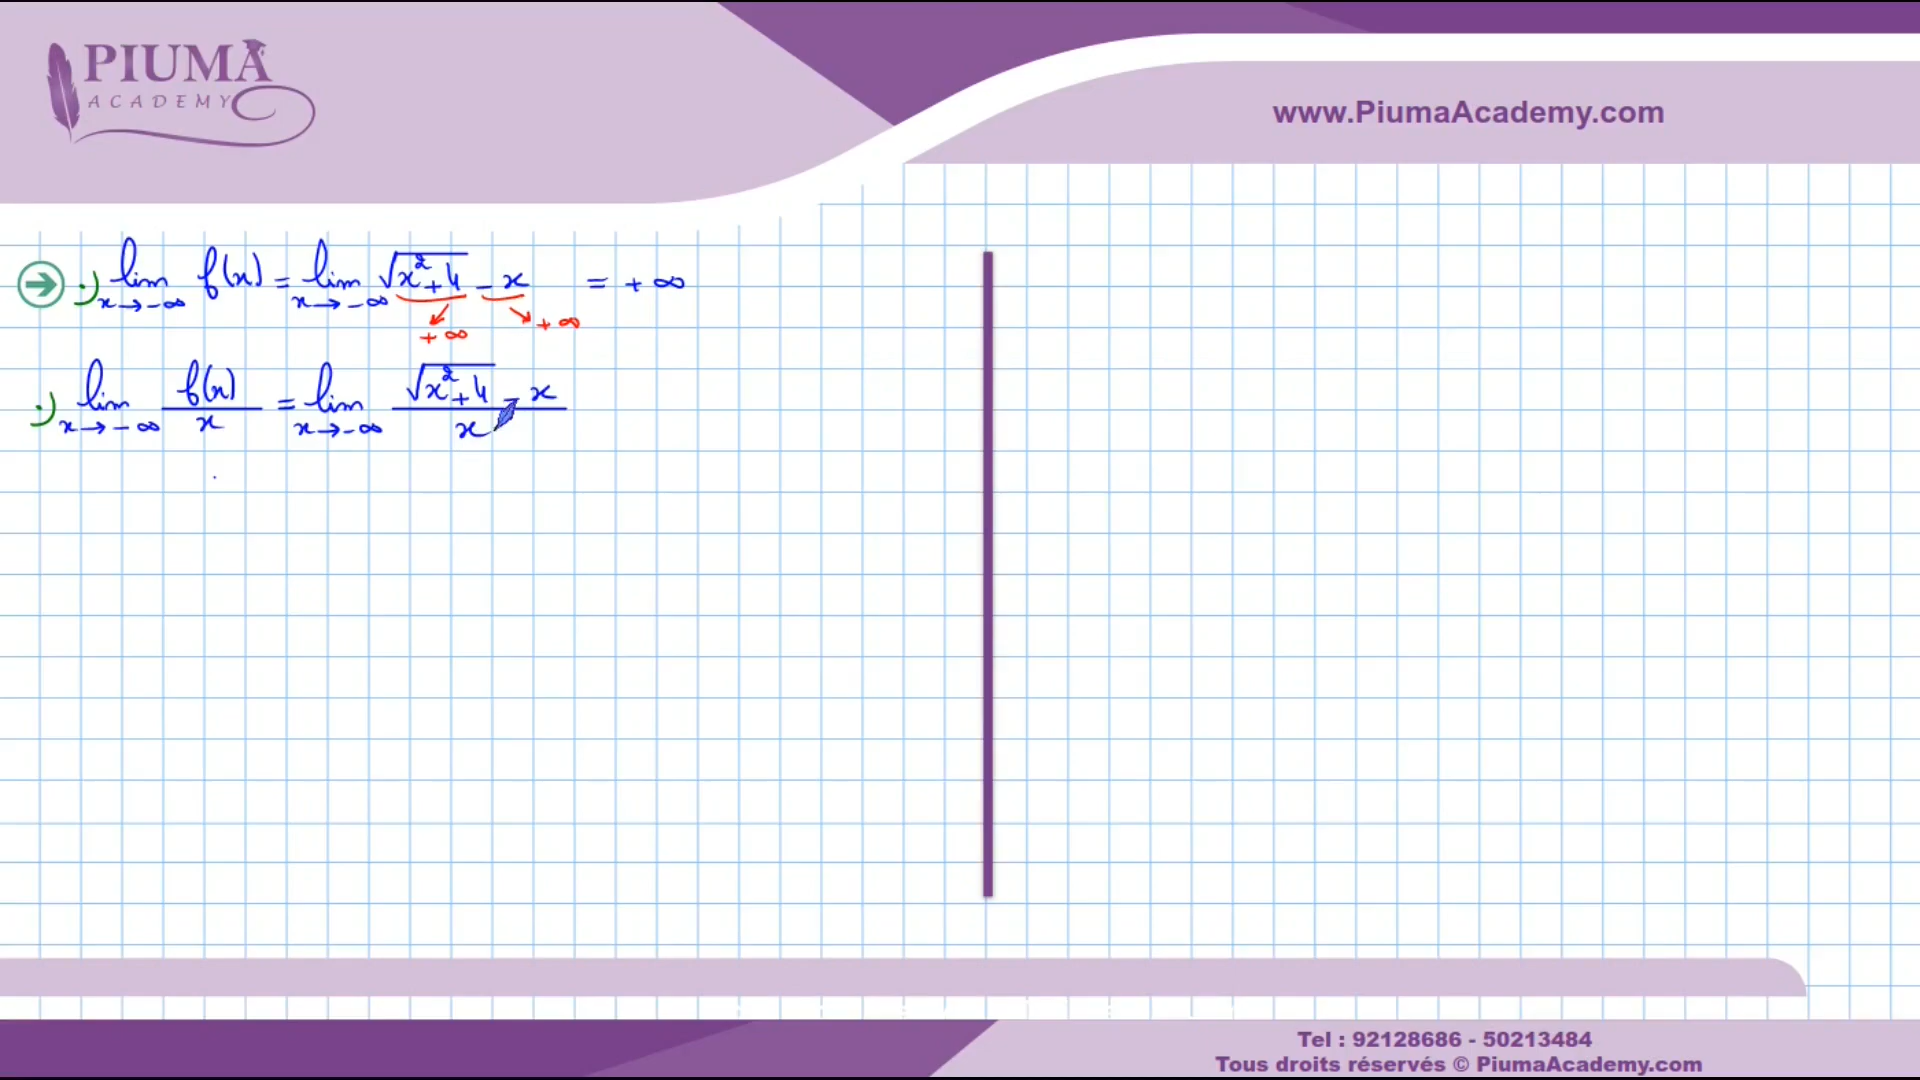 PIUMA
ACADEMY
www.PiumaAcademy.com
·) lim x→-∞ f(x) = lim x→-∞ √(x²+4) - x = +∞
+∞ +∞
·) lim x→-∞ f(x)/x = lim x→-∞ (√(x²+4) - x)/x
Tel : 92128686 - 50213484
Tous droits réservés © PiumaAcademy.com